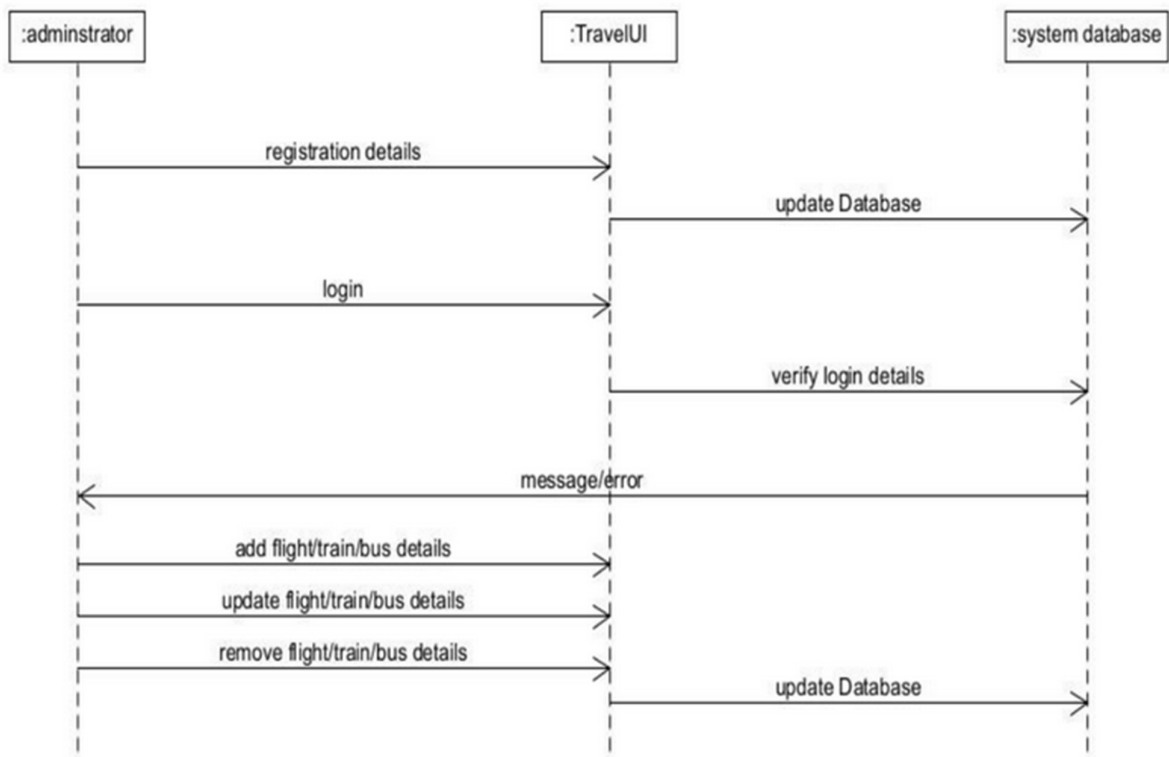 :adminstrator
:TravelUI
:system database
registration details
update Database
login
verify login details
message/error
add flight/train/bus details
update flight/train/bus details
remove flight/train/bus details
update Database